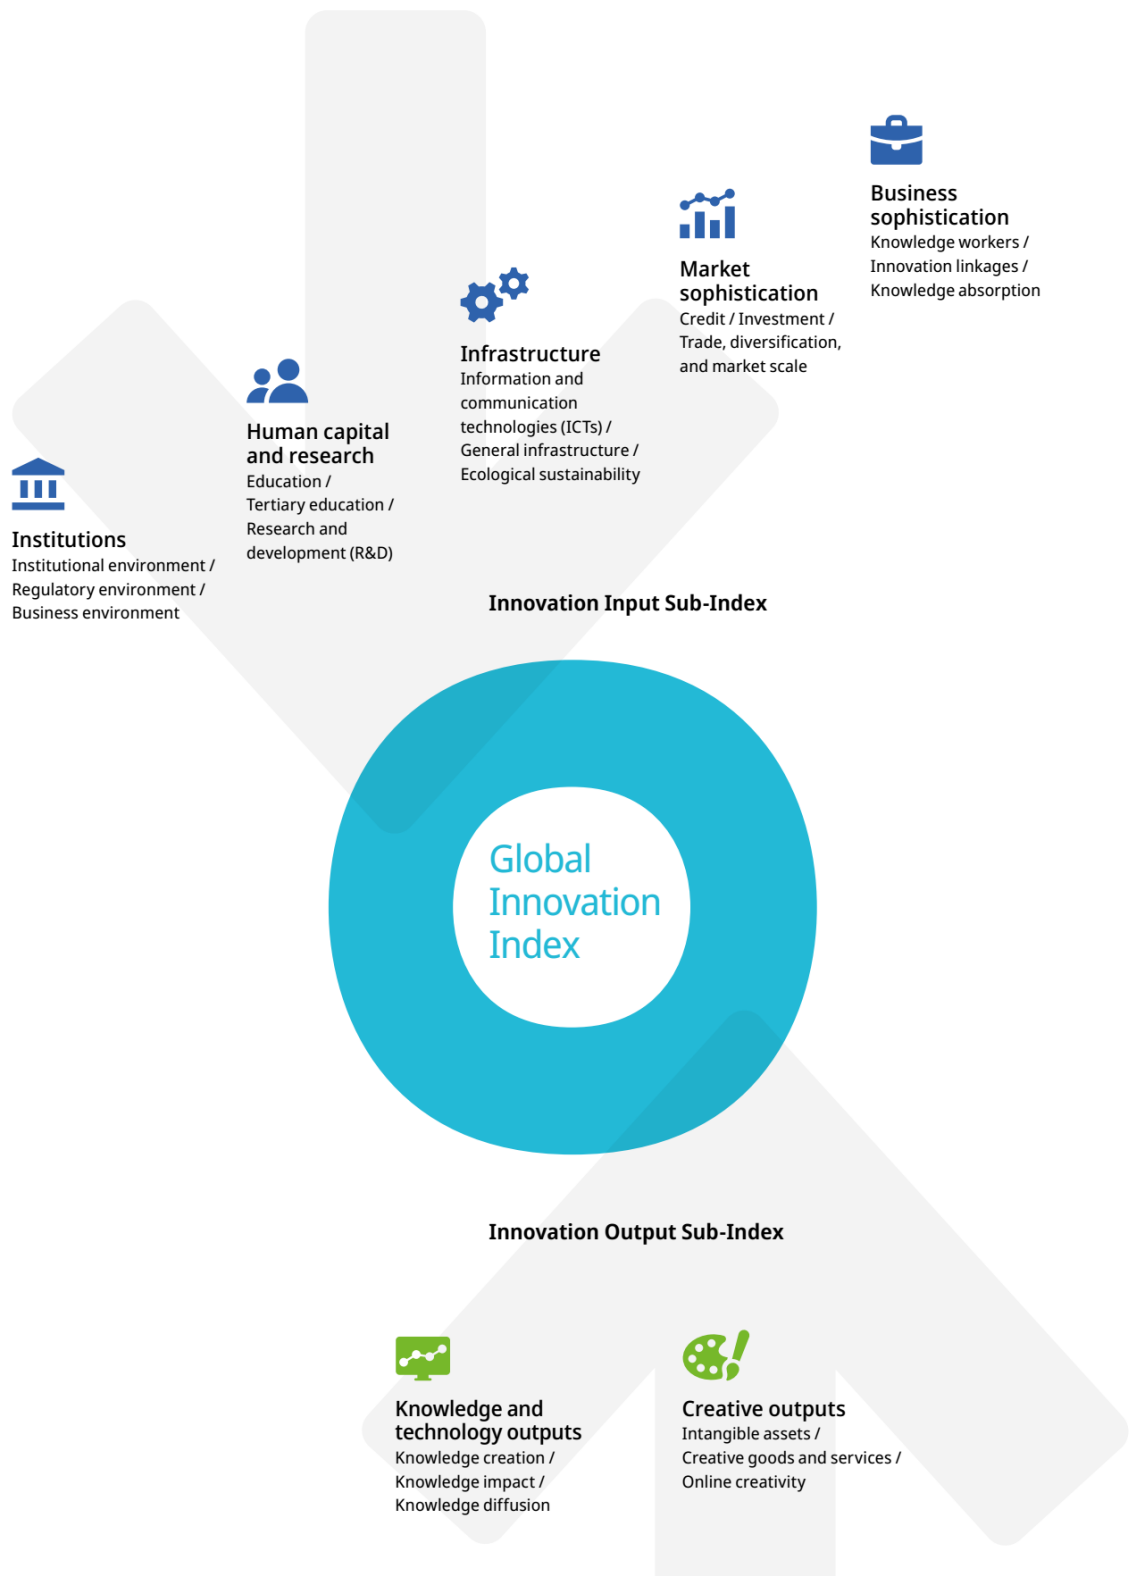 Business
sophistication
Knowledge workers /
Innovation linkages /
Knowledge absorption
Market
sophistication
Credit / Investment /
Trade, diversification,
and market scale
Infrastructure
Information and
communication
technologies (ICTs) /
General infrastructure /
Ecological sustainability
Human capital
and research
Education /
Tertiary education /
Research and
development (R&D)
Institutions
Institutional environment /
Regulatory environment /
Business environment
Innovation Input Sub-Index
Global
Innovation
Index
Innovation Output Sub-Index
Knowledge and
technology outputs
Knowledge creation /
Knowledge impact /
Knowledge diffusion
Creative outputs
Intangible assets /
Creative goods and services /
Online creativity